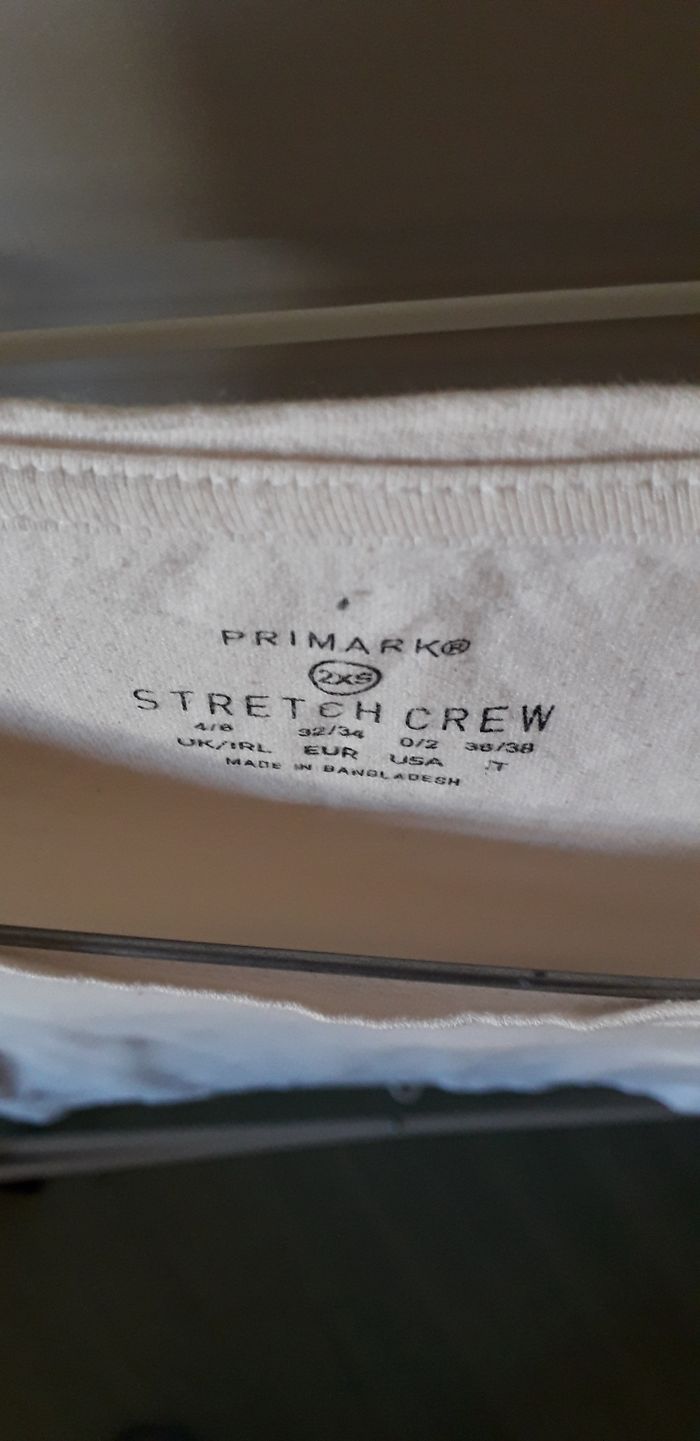 PRIMARK®
2XS
STRETCH CREW
4/6 32/34 0/2 36/38
UK/IRL EUR USA IT
MADE IN BANGLADESH